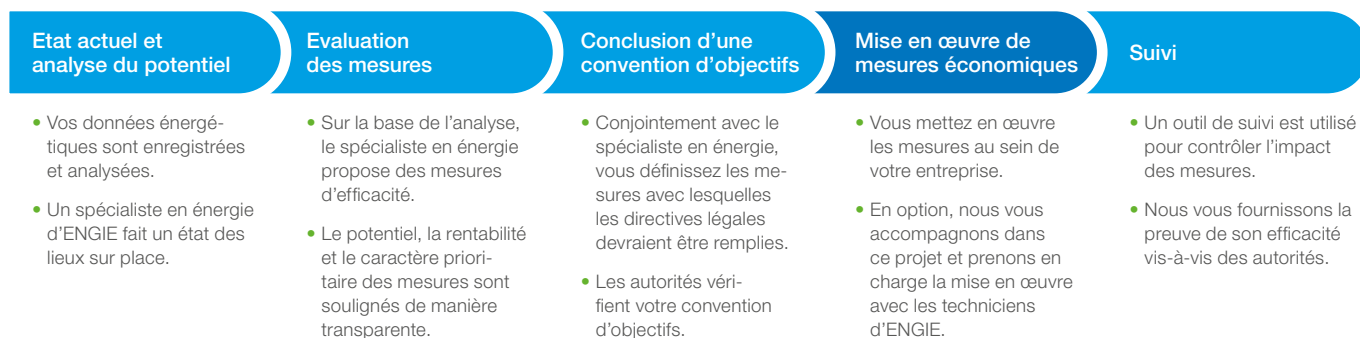 Etat actuel et
analyse du potentiel
• Vos données énergé-
tiques sont enregistrées
et analysées.
• Un spécialiste en énergie
d'ENGIE fait un état des
lieux sur place.
Evaluation
des mesures
• Sur la base de l'analyse,
le spécialiste en énergie
propose des mesures
d'efficacité.
• Le potentiel, la rentabilité
et le caractère priori-
taire des mesures sont
soulignés de manière
transparente.
Conclusion d'une
convention d'objectifs
• Conjointement avec le
spécialiste en énergie,
vous définissez les me-
sures avec lesquelles
les directives légales
devraient être remplies.
• Les autorités véri-
fient votre convention
d'objectifs.
Mise en œuvre de
mesures économiques
• Vous mettez en œuvre
les mesures au sein de
votre entreprise.
• En option, nous vous
accompagnons dans
ce projet et prenons en
charge la mise en œuvre
avec les techniciens
d'ENGIE.
Suivi
• Un outil de suivi est utilisé
pour contrôler l'impact
des mesures.
• Nous vous fournissons la
preuve de son efficacité
vis-à-vis des autorités.